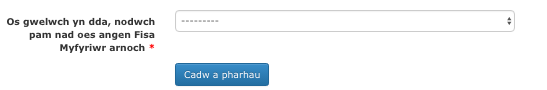 Os gwelwch yn dda, nodwch
pam nad oes angen Fisa
Myfyriwr arnoch *
---------
Cadw a pharhau